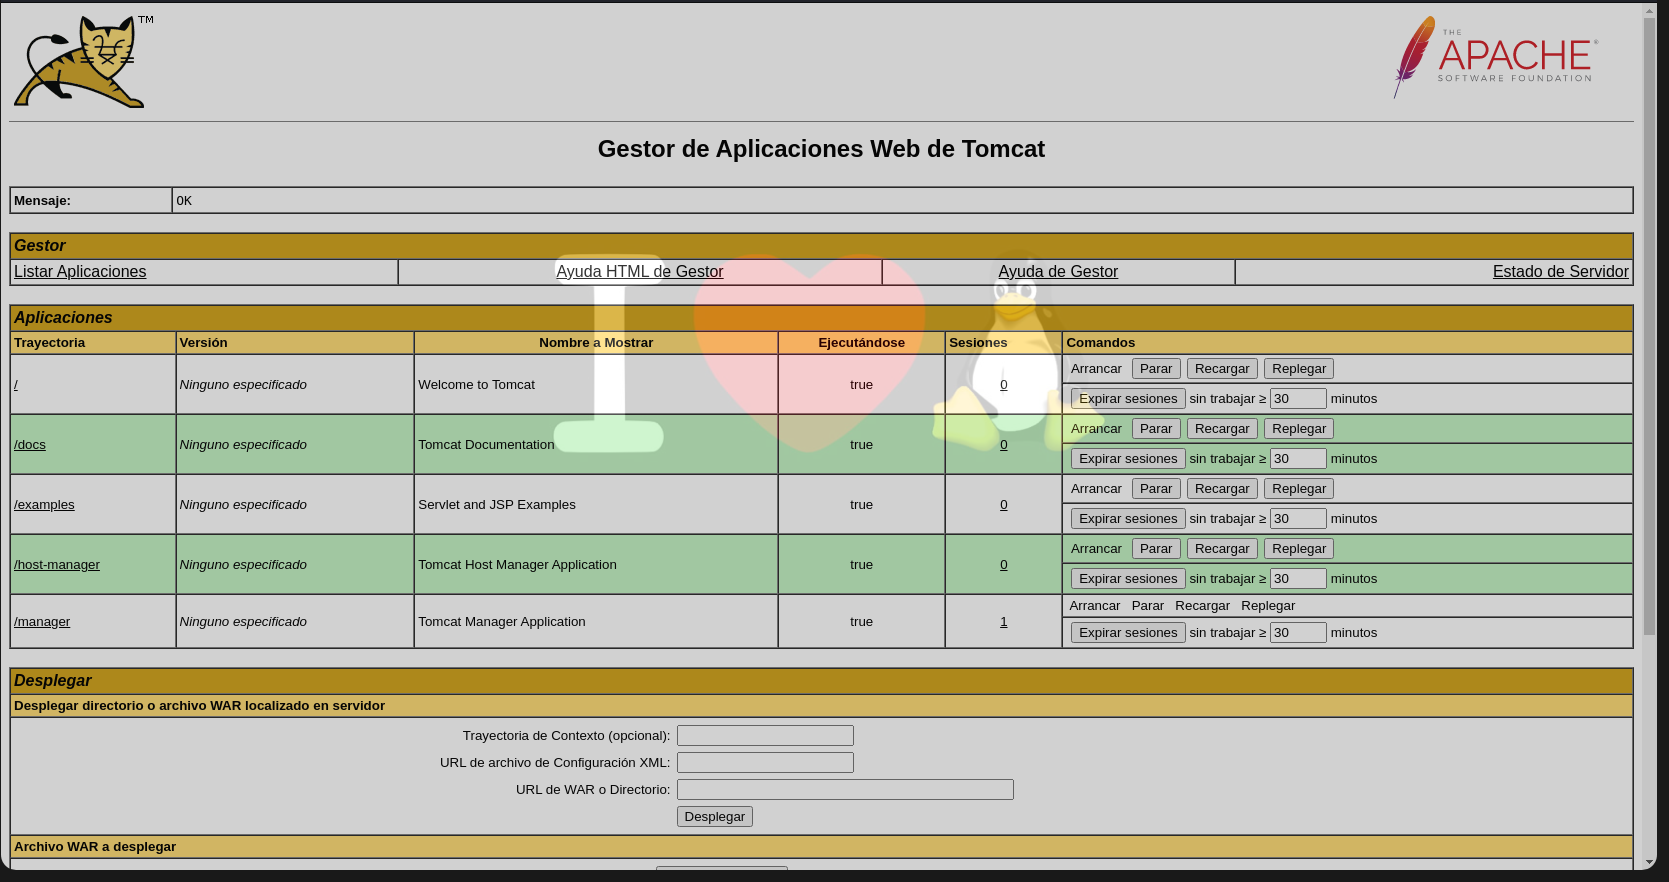 TM
THE
APACHE®
SOFTWARE FOUNDATION
Gestor de Aplicaciones Web de Tomcat
Mensaje: OK
Gestor
Listar Aplicaciones Ayuda HTML de Gestor Ayuda de Gestor Estado de Servidor
Aplicaciones
Trayectoria Versión Nombre a Mostrar Ejecutándose Sesiones Comandos
/ Ninguno especificado Welcome to Tomcat true 0 Arrancar Parar Recargar Replegar
Expirar sesiones sin trabajar ≥ 30 minutos
/docs Ninguno especificado Tomcat Documentation true 0 Arrancar Parar Recargar Replegar
Expirar sesiones sin trabajar ≥ 30 minutos
/examples Ninguno especificado Servlet and JSP Examples true 0 Arrancar Parar Recargar Replegar
Expirar sesiones sin trabajar ≥ 30 minutos
/host-manager Ninguno especificado Tomcat Host Manager Application true 0 Arrancar Parar Recargar Replegar
Expirar sesiones sin trabajar ≥ 30 minutos
/manager Ninguno especificado Tomcat Manager Application true 1 Arrancar Parar Recargar Replegar
Expirar sesiones sin trabajar ≥ 30 minutos
I
Desplegar
Desplegar directorio o archivo WAR localizado en servidor
Trayectoria de Contexto (opcional):
URL de archivo de Configuración XML:
URL de WAR o Directorio:
Desplegar
Archivo WAR a desplegar